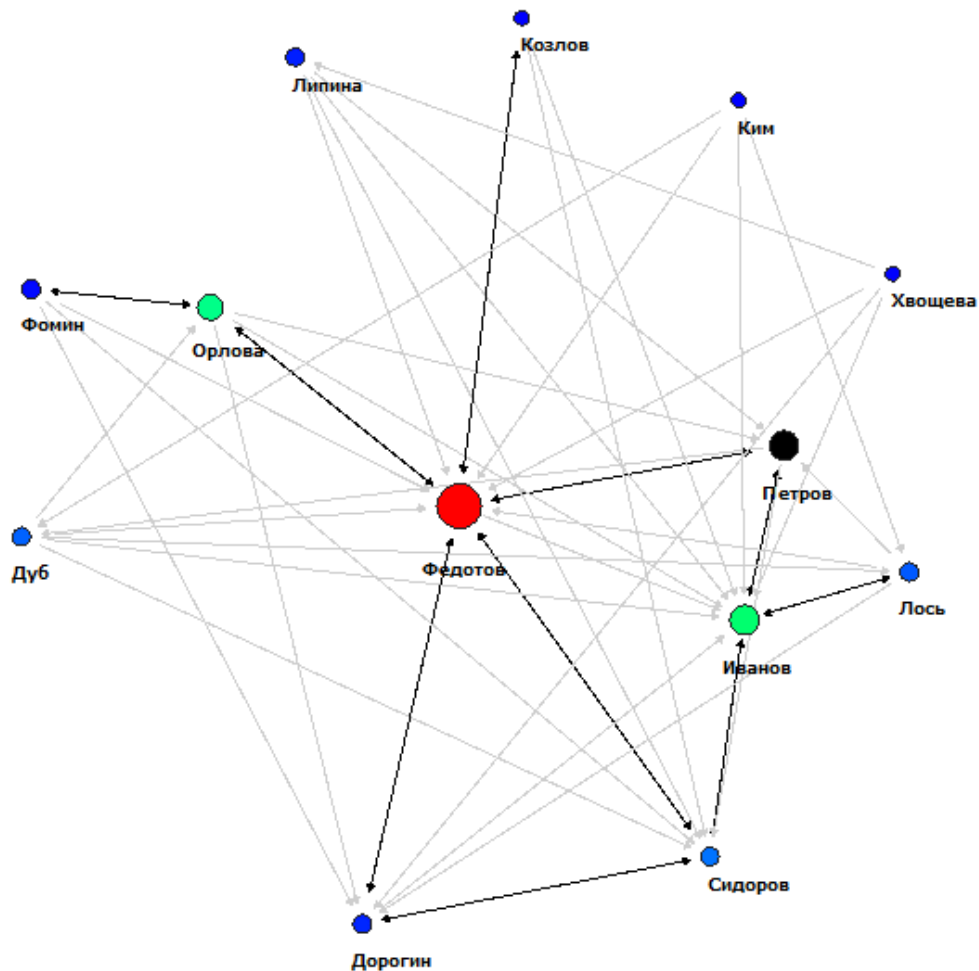 Козлов
Липина
Ким
Хвощева
Фомин
Орлова
Петров
Федотов
Дуб
Лось
Иванов
Сидоров
Дорогин